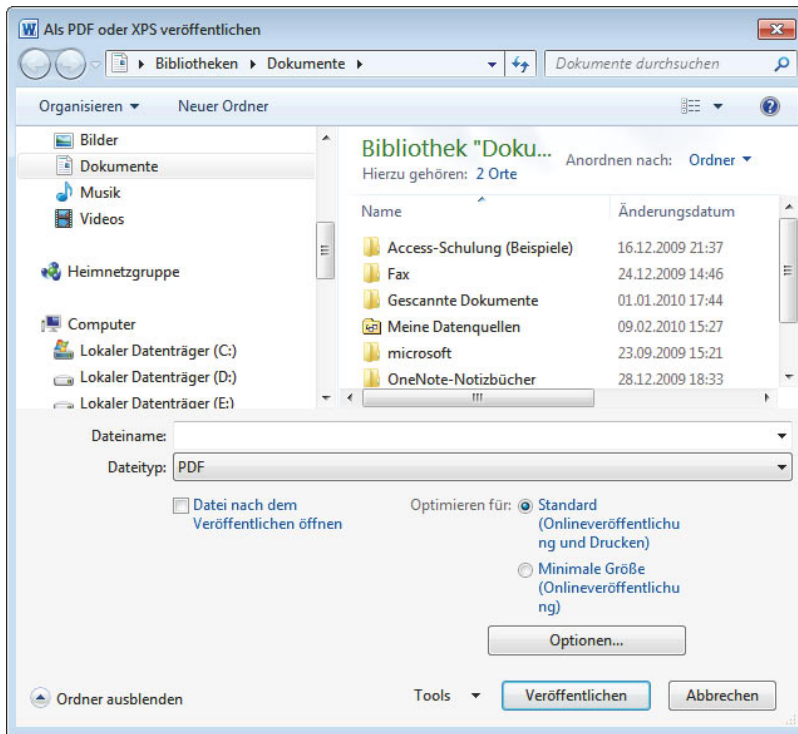 Als PDF oder XPS veröffentlichen
Bibliotheken Dokumente
Dokumente durchsuchen
Organisieren Neuer Ordner
Bilder
Dokumente
Musik
Videos
Heimnetzgruppe
Computer
Lokaler Datenträger (C:)
Lokaler Datenträger (D:)
Lokaler Datenträger (E:)
Bibliothek "Doku...
Hierzu gehören: 2 Orte
Anordnen nach: Ordner
Name Änderungsdatum
Access-Schulung (Beispiele) 16.12.2009 21:37
Fax 24.12.2009 14:46
Gescannte Dokumente 01.01.2010 17:44
Meine Datenquellen 09.02.2010 15:27
microsoft 23.09.2009 15:21
OneNote-Notizbücher 28.12.2009 18:33
Dateiname:
Dateityp: PDF
Datei nach dem
Veröffentlichen öffnen
Optimieren für: Standard
(Onlineveröffentlichu
ng und Drucken)
Minimale Größe
(Onlineveröffentlichu
ng)
Optionen...
Ordner ausblenden
Tools Veröffentlichen Abbrechen